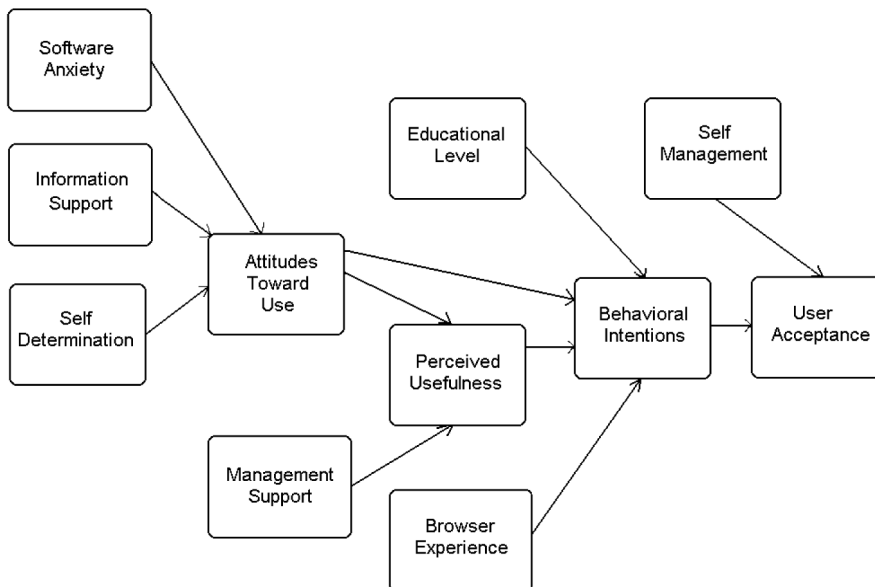 Software
Anxiety
Information
Support
Self
Determination
Attitudes
Toward
Use
Management
Support
Educational
Level
Perceived
Usefulness
Browser
Experience
Self
Management
Behavioral
Intentions
User
Acceptance